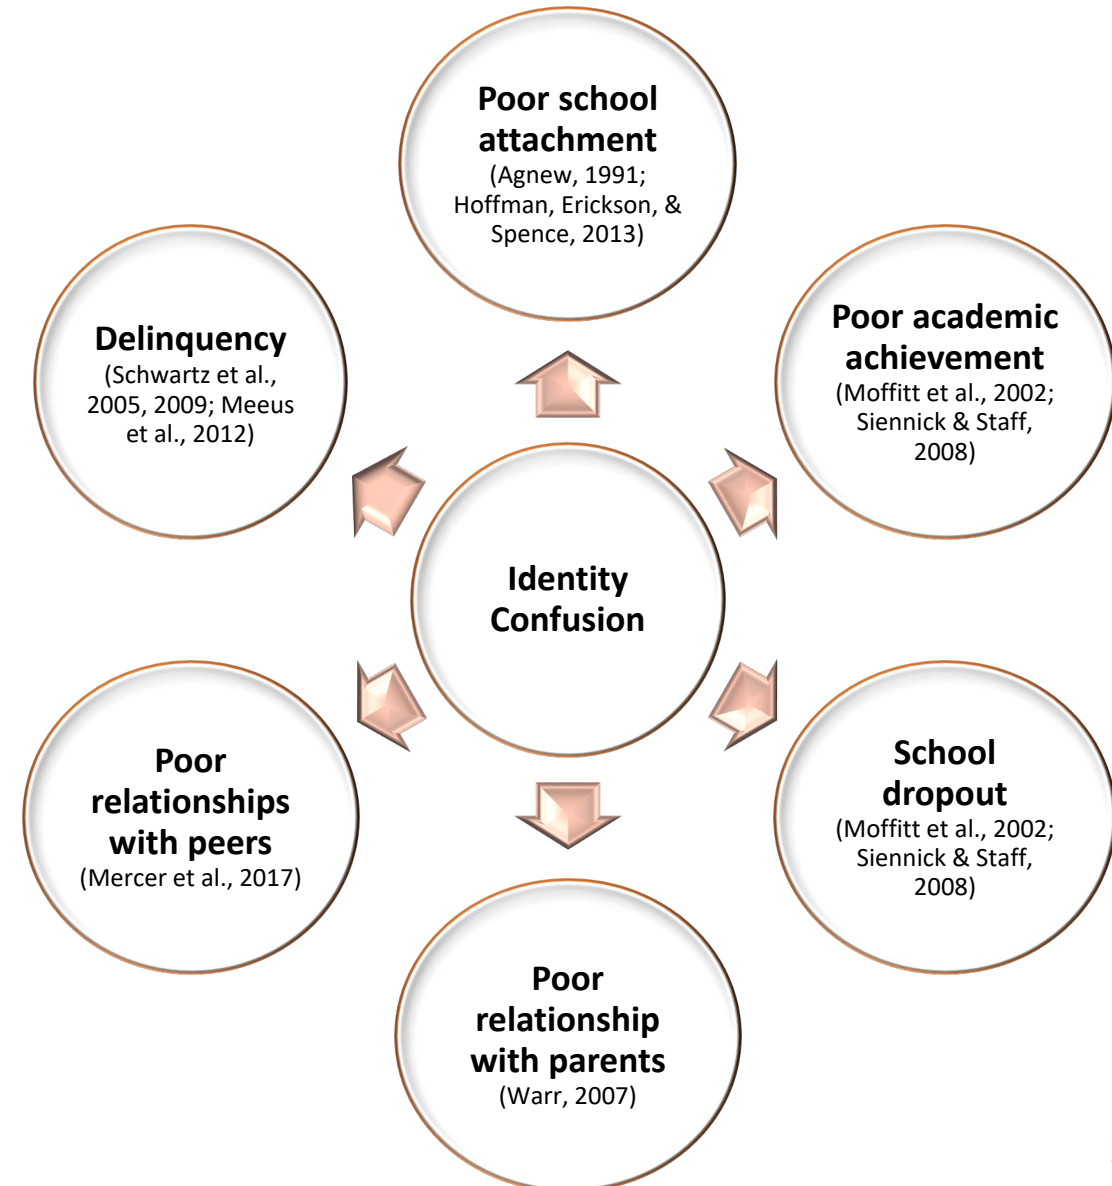 Poor school
attachment
(Agnew, 1991;
Hoffman, Erickson, &
Spence, 2013)
Delinquency
(Schwartz et al.,
2005, 2009; Meeus
et al., 2012)
Poor academic
achievement
(Moffitt et al., 2002;
Siennick & Staff,
2008)
Identity
Confusion
Poor
relationships
with peers
(Mercer et al., 2017)
School
dropout
(Moffitt et al., 2002;
Siennick & Staff,
2008)
Poor
relationship
with parents
(Warr, 2007)